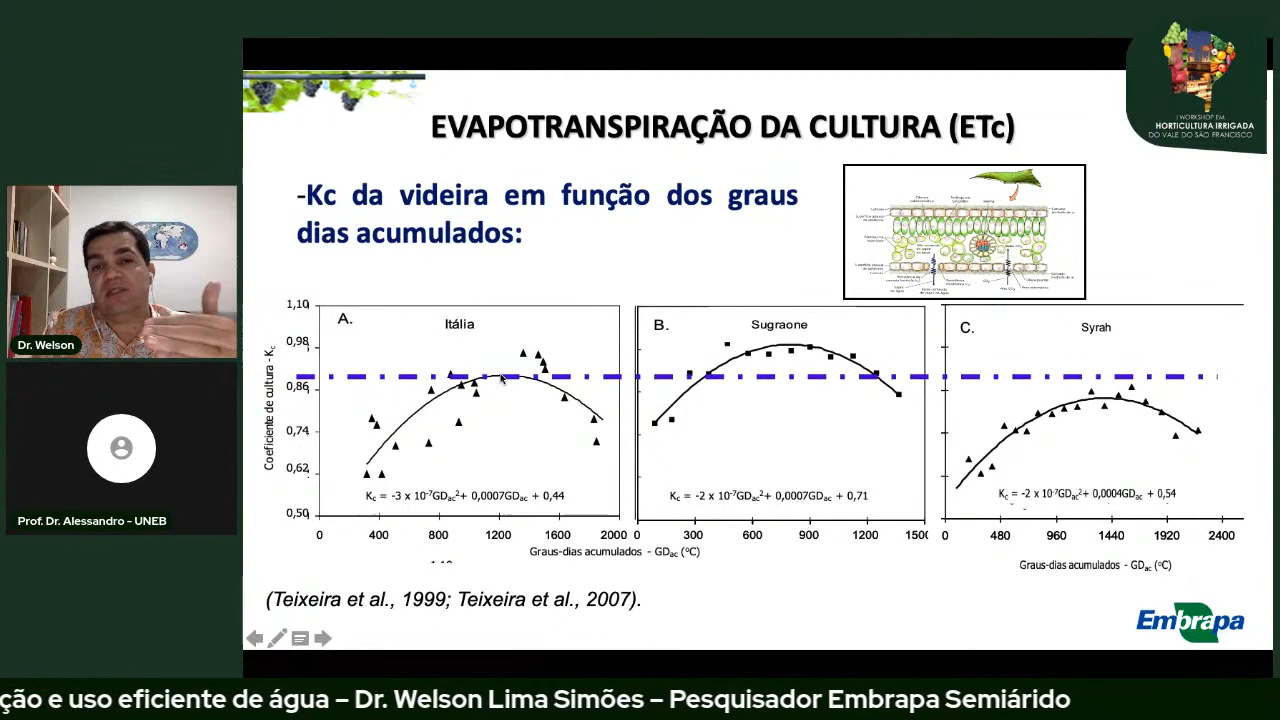 I WORKSHOP EM
HORTICULTURA IRRIGADA
DO VALE DO SÃO FRANCISCO
EVAPOTRANSPIRAÇÃO DA CULTURA (ETc)
-Kc da videira em função dos graus
dias acumulados:
Dr. Welson
Prof. Dr. Alessandro - UNEB
Coeficiente de cultura - Kc
1,10
0,98
0,86
0,74
0,62
0,50
A.
Itália
Kc = -3 x 10-7GDac2+ 0,0007GDac + 0,44
0 400 800 1200 1600 2000
B.
Sugraone
Kc = -2 x 10-7GDac2+ 0,0007GDac + 0,71
0 300 600 900 1200 1500
Graus-dias acumulados - GDac (ºC)
C.
Syrah
Kc = -2 x 10-7GDac2+ 0,0004GDac + 0,54
0 480 960 1440 1200 2400
Graus-dias acumulados - GDac (ºC)
(Teixeira et al., 1999; Teixeira et al., 2007).
Embrapa
ção e uso eficiente de água – Dr. Welson Lima Simões – Pesquisador Embrapa Semiárido